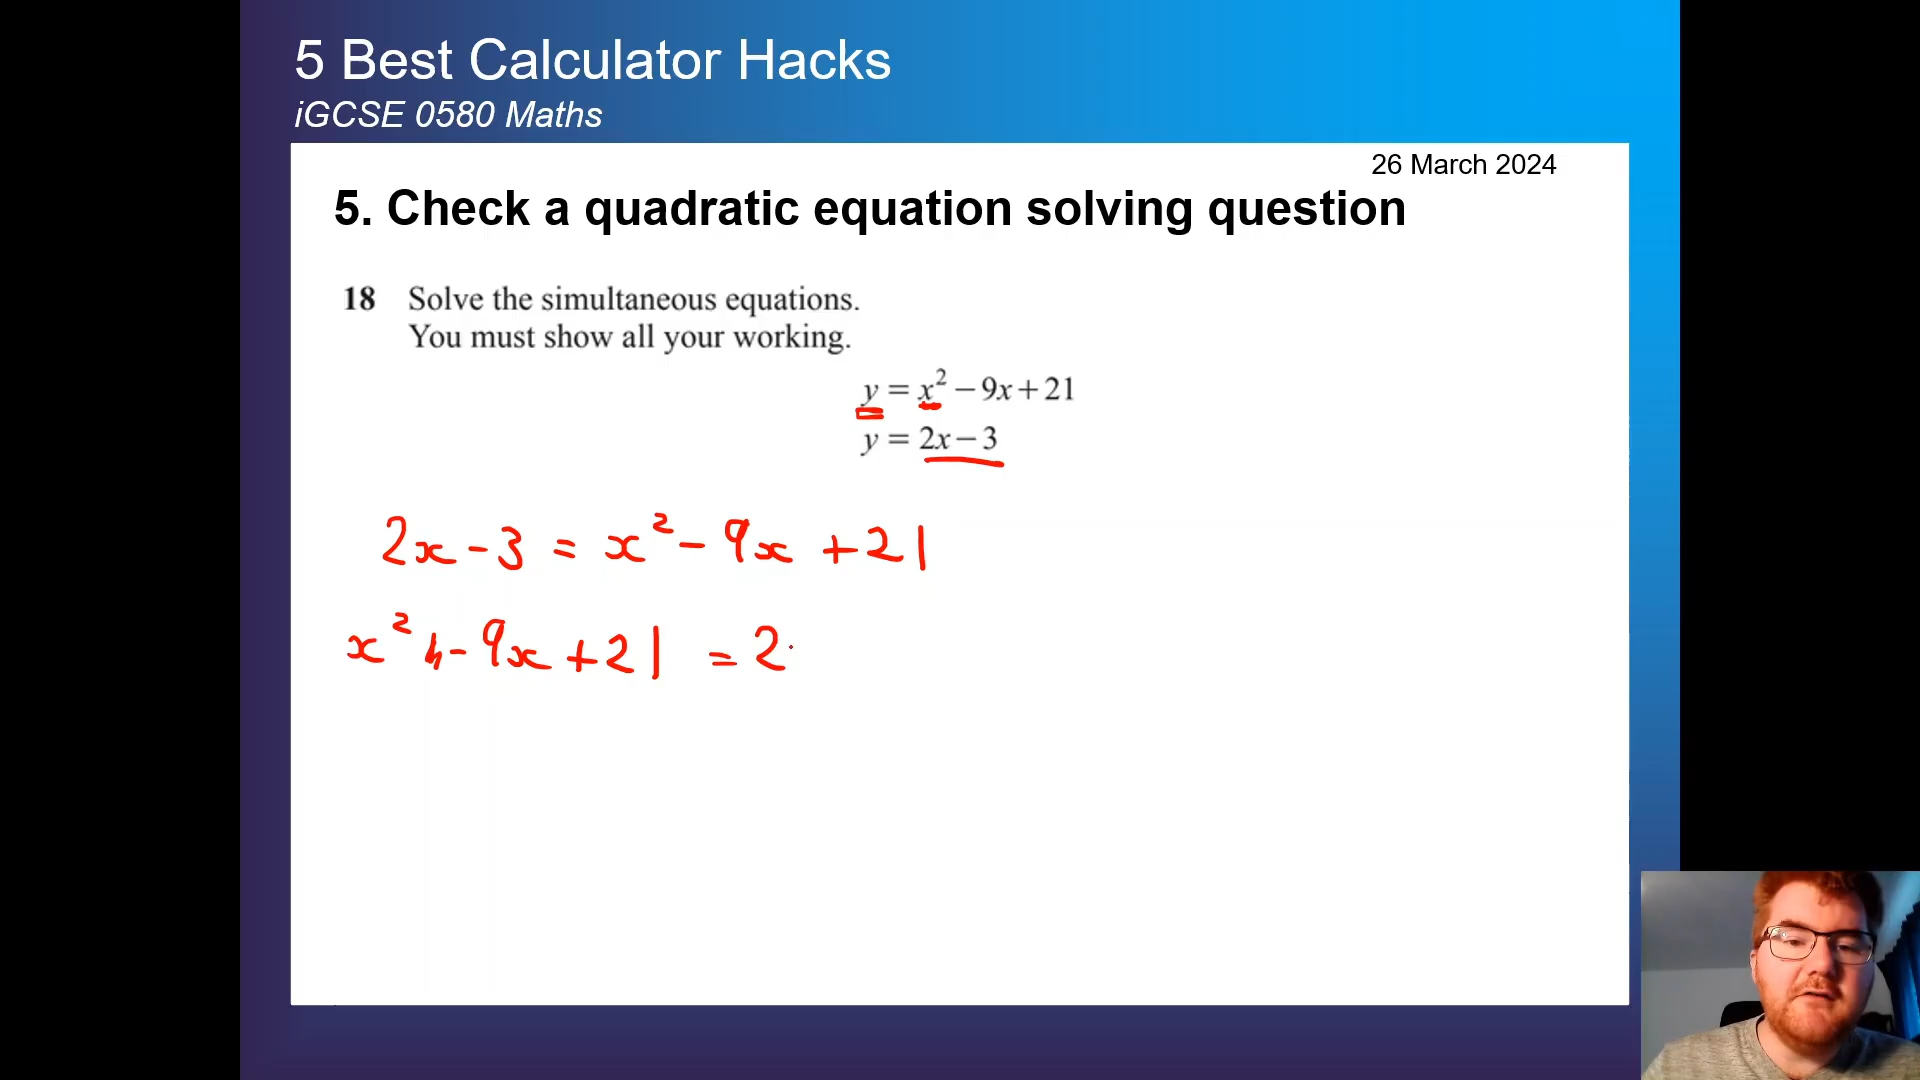 5 Best Calculator Hacks
iGCSE 0580 Maths
26 March 2024
5. Check a quadratic equation solving question
18 Solve the simultaneous equations.
You must show all your working.
y = x² − 9x + 21
y = 2x − 3
2x - 3 = x² - 9x + 21
x² - 9x + 21 = 2